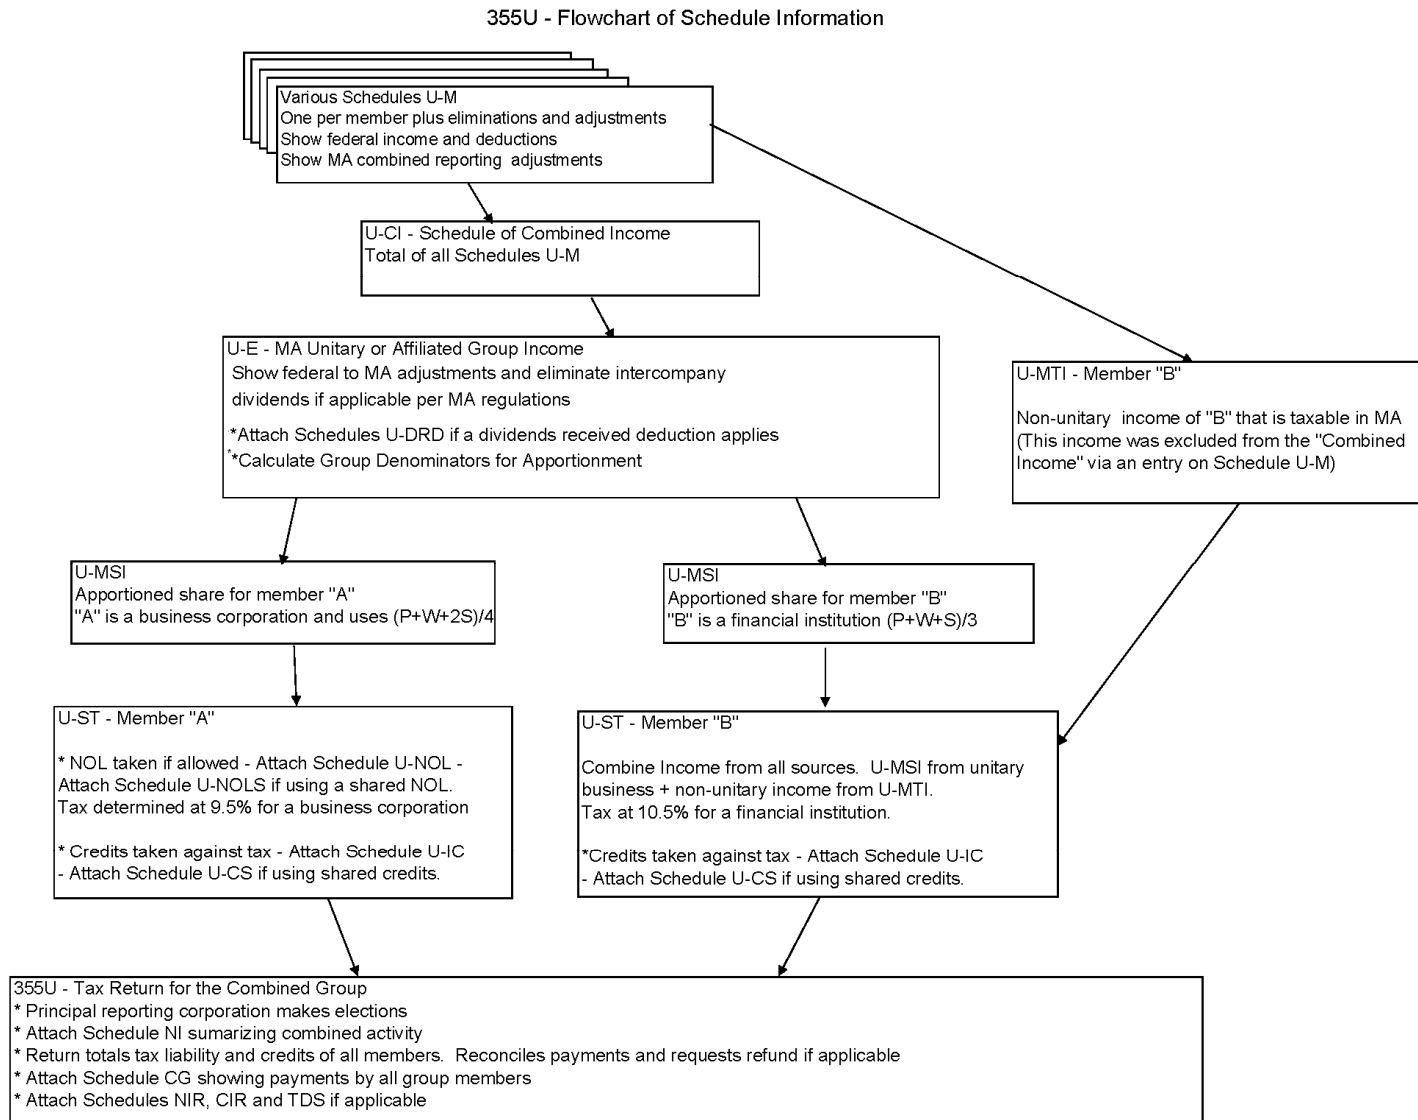 355U - Flowchart of Schedule Information
Various Schedules U-M
One per member plus eliminations and adjustments
Show federal income and deductions
Show MA combined reporting adjustments
U-CI - Schedule of Combined Income
Total of all Schedules U-M
U-E - MA Unitary or Affiliated Group Income
Show federal to MA adjustments and eliminate intercompany
dividends if applicable per MA regulations
*Attach Schedules U-DRD if a dividends received deduction applies
*Calculate Group Denominators for Apportionment
U-MTI - Member "B"
Non-unitary income of "B" that is taxable in MA
(This income was excluded from the "Combined
Income" via an entry on Schedule U-M)
U-MSI
Apportioned share for member "A"
"A" is a business corporation and uses (P+W+2S)/4
U-MSI
Apportioned share for member "B"
"B" is a financial institution (P+W+S)/3
U-ST - Member "A"
* NOL taken if allowed - Attach Schedule U-NOL -
Attach Schedule U-NOLS if using a shared NOL.
Tax determined at 9.5% for a business corporation
* Credits taken against tax - Attach Schedule U-IC
- Attach Schedule U-CS if using shared credits.
U-ST - Member "B"
Combine Income from all sources. U-MSI from unitary
business + non-unitary income from U-MTI.
Tax at 10.5% for a financial institution.
*Credits taken against tax - Attach Schedule U-IC
- Attach Schedule U-CS if using shared credits.
355U - Tax Return for the Combined Group
* Principal reporting corporation makes elections
* Attach Schedule NI sumarizing combined activity
* Return totals tax liability and credits of all members. Reconciles payments and requests refund if applicable
* Attach Schedule CG showing payments by all group members
* Attach Schedules NIR, CIR and TDS if applicable